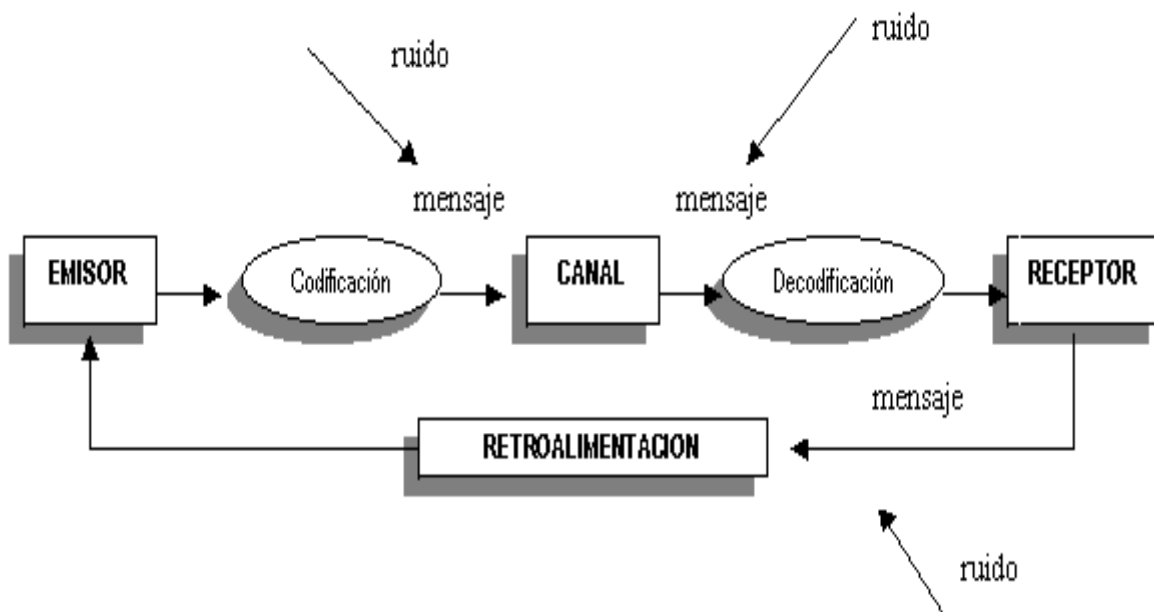 ruido
ruido
mensaje
mensaje
EMISOR
Codificación
CANAL
Decodificación
RECEPTOR
mensaje
RETROALIMENTACION
ruido